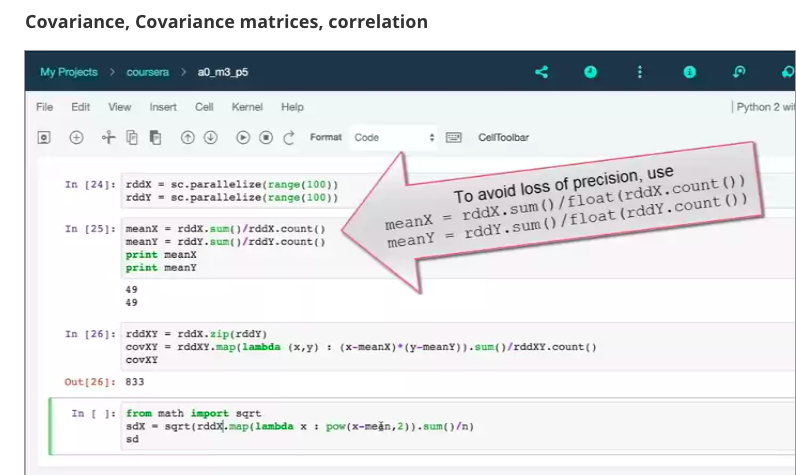 Covariance, Covariance matrices, correlation
My Projects > coursera > a0_m3_p5
File Edit View Insert Cell Kernel Help | Python 2 wit
Format Code CellToolbar
To avoid loss of precision, use
meanX = rddX.sum()/float(rddX.count())
meanY = rddY.sum()/float(rddY.count())
In [24]: rddX = sc.parallelize(range(100))
rddY = sc.parallelize(range(100))
In [25]: meanX = rddX.sum()/rddX.count()
meanY = rddY.sum()/rddY.count()
print meanX
print meanY
49
49
In [26]: rddXY = rddX.zip(rddY)
covXY = rddXY.map(lambda (x,y) : (x-meanX)*(y-meanY)).sum()/rddXY.count()
covXY
Out[26]: 833
In [ ]: from math import sqrt
sdX = sqrt(rddX.map(lambda x : pow(x-mean,2)).sum()/n)
sd